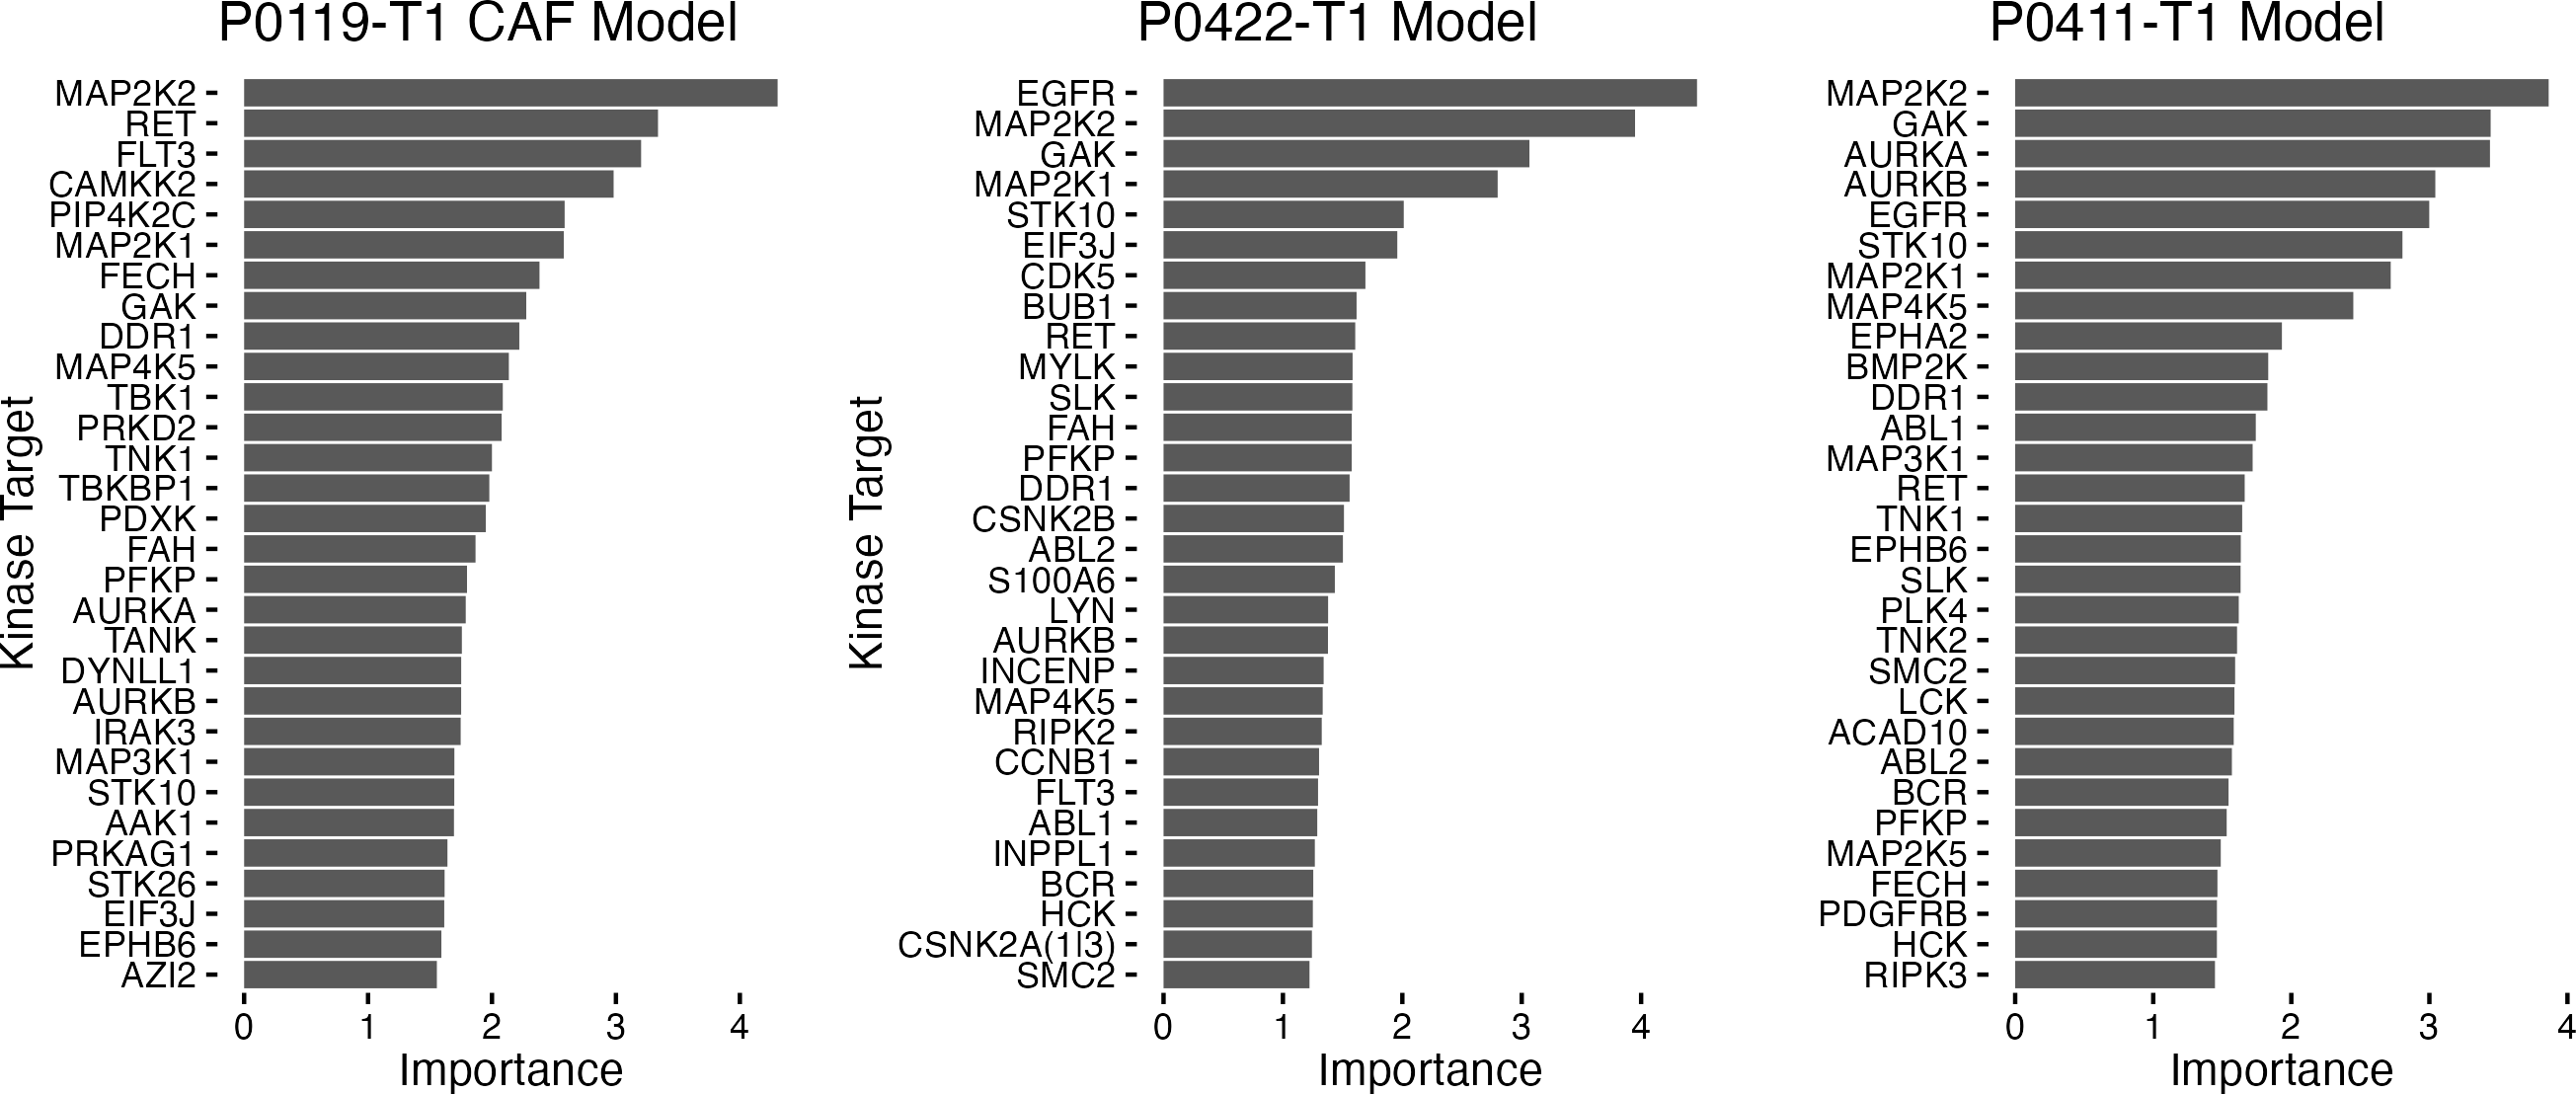 P0119-T1 CAF Model
Kinase Target
MAP2K2
RET
FLT3
CAMKK2
PIP4K2C
MAP2K1
FECH
GAK
DDR1
MAP4K5
TBK1
PRKD2
TNK1
TBKBP1
PDXK
FAH
PFKP
AURKA
TANK
DYNLL1
AURKB
IRAK3
MAP3K1
STK10
AAK1
PRKAG1
STK26
EIF3J
EPHB6
AZI2
0 1 2 3 4
Importance
P0422-T1 Model
Kinase Target
EGFR
MAP2K2
GAK
MAP2K1
STK10
EIF3J
CDK5
BUB1
RET
MYLK
SLK
FAH
PFKP
DDR1
CSNK2B
ABL2
S100A6
LYN
AURKB
INCENP
MAP4K5
RIPK2
CCNB1
FLT3
ABL1
INPPL1
BCR
HCK
CSNK2A(1|3)
SMC2
0 1 2 3 4
Importance
P0411-T1 Model
MAP2K2
GAK
AURKA
AURKB
EGFR
STK10
MAP2K1
MAP4K5
EPHA2
BMP2K
DDR1
ABL1
MAP3K1
RET
TNK1
EPHB6
SLK
PLK4
TNK2
SMC2
LCK
ACAD10
ABL2
BCR
PFKP
MAP2K5
FECH
PDGFRB
HCK
RIPK3
0 1 2 3 4
Importance